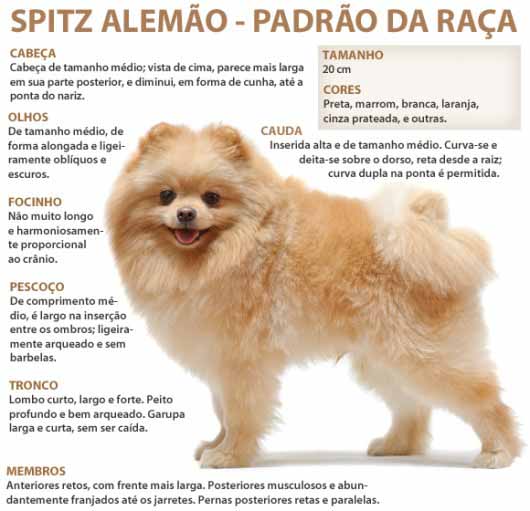 SPITZ ALEMÃO - PADRÃO DA RAÇA
CABEÇA
Cabeça de tamanho médio; vista de cima, parece mais larga
em sua parte posterior, e diminui, em forma de cunha, até a
ponta do nariz.
TAMANHO
20 cm
CORES
Preta, marrom, branca, laranja,
cinza prateada, e outras.
OLHOS
De tamanho médio, de
forma alongada e ligei-
ramente oblíquos e
escuros.
CAUDA
Inserida alta e de tamanho médio. Curva-se e
deita-se sobre o dorso, reta desde a raiz;
curva dupla na ponta é permitida.
FOCINHO
Não muito longo
e harmoniosamen-
te proporcional
ao crânio.
PESCOÇO
De comprimento mé-
dio, é largo na inserção
entre os ombros; ligeira-
mente arqueado e sem
barbelas.
TRONCO
Lombo curto, largo e forte. Peito
profundo e bem arqueado. Garupa
larga e curta, sem ser caída.
MEMBROS
Anteriores retos, com frente mais larga. Posteriores musculosos e abun-
dantemente franjados até os jarretes. Pernas posteriores retas e paralelas.